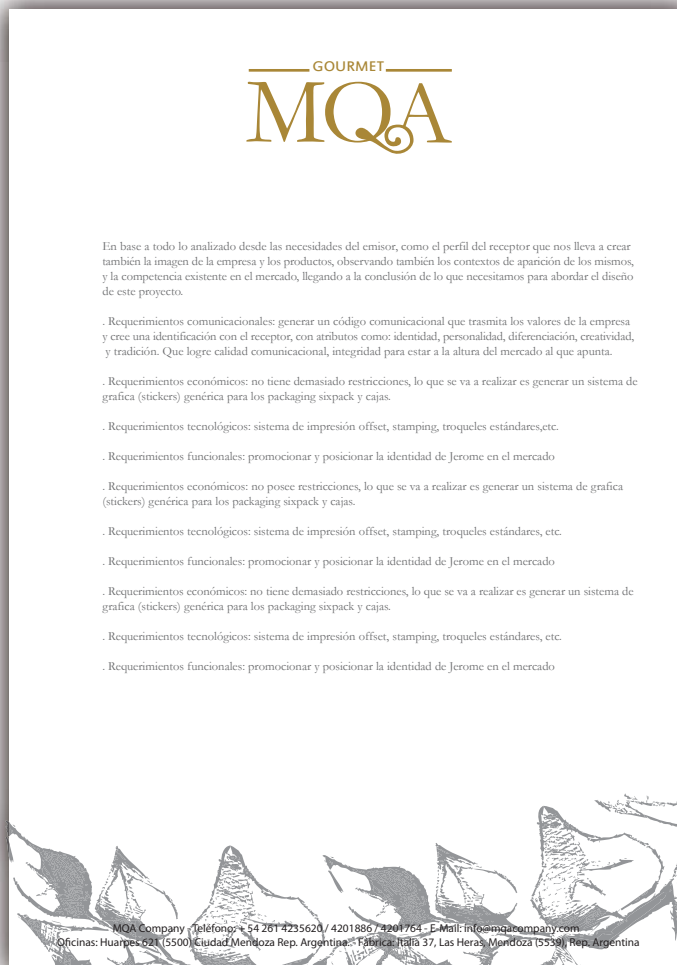 GOURMET
MQA
En base a todo lo analizado desde las necesidades del emisor, como el perfil del receptor que nos lleva a crear
también la imagen de la empresa y los productos, observando también los contextos de aparición de los mismos,
y la competencia existente en el mercado, llegando a la conclusión de lo que necesitamos para abordar el diseño
de este proyecto.
. Requerimientos comunicacionales: generar un código comunicacional que trasmita los valores de la empresa
y cree una identificación con el receptor, con atributos como: identidad, personalidad, diferenciación, creatividad,
y tradición. Que logre calidad comunicacional, integridad para estar a la altura del mercado al que apunta.
. Requerimientos económicos: no tiene demasiado restricciones, lo que se va a realizar es generar un sistema de
grafica (stickers) genérica para los packaging sixpack y cajas.
. Requerimientos tecnológicos: sistema de impresión offset, stamping, troqueles estándares,etc.
. Requerimientos funcionales: promocionar y posicionar la identidad de Jerome en el mercado
. Requerimientos económicos: no posee restricciones, lo que se va a realizar es generar un sistema de grafica
(stickers) genérica para los packaging sixpack y cajas.
. Requerimientos tecnológicos: sistema de impresión offset, stamping, troqueles estándares, etc.
. Requerimientos funcionales: promocionar y posicionar la identidad de Jerome en el mercado
. Requerimientos económicos: no tiene demasiado restricciones, lo que se va a realizar es generar un sistema de
grafica (stickers) genérica para los packaging sixpack y cajas.
. Requerimientos tecnológicos: sistema de impresión offset, stamping, troqueles estándares, etc.
. Requerimientos funcionales: promocionar y posicionar la identidad de Jerome en el mercado
MQA Company - Teléfono: + 54 261 4235620 / 4201886 / 4201764 - E-Mail: info@mqacompany.com
Oficinas: Huarpes 621 (5500) Ciudad Mendoza Rep. Argentina. - Fábrica: Italia 37, Las Heras, Mendoza (5539), Rep. Argentina